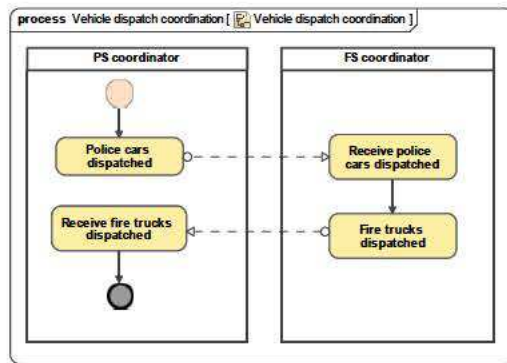 process Vehicle dispatch coordination [ Vehicle dispatch coordination ]
PS coordinator
FS coordinator
Police cars
dispatched
Receive police
cars dispatched
Receive fire trucks
dispatched
Fire trucks
dispatched